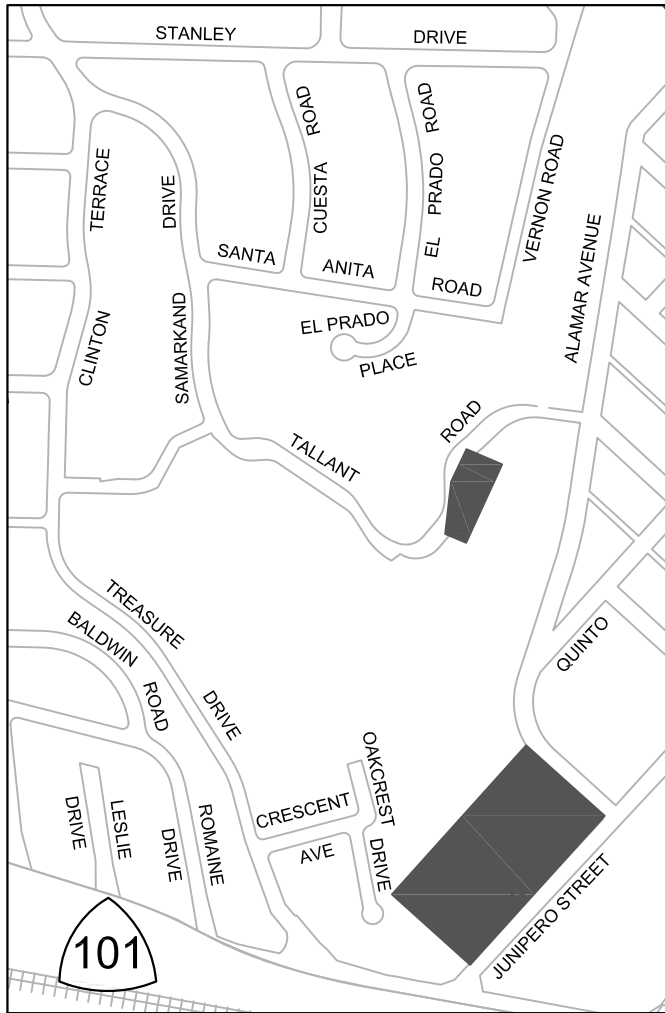 STANLEY DRIVE
CUESTA ROAD
EL PRADO ROAD
TERRACE
CLINTON
DRIVE
SAMARKAND
VERNON ROAD
ALAMAR AVENUE
SANTA ANITA ROAD
EL PRADO
PLACE
TALLANT ROAD
TREASURE DRIVE
BALDWIN
ROAD
QUINTO
OAKCREST
DRIVE
CRESCENT
AVE
LESLIE
DRIVE
ROMAINE
DRIVE
JUNIPERO STREET
101